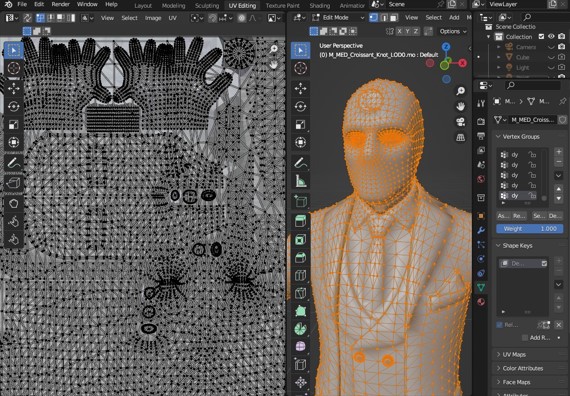 File Edit Render Window Help
Layout Modeling Sculpting UV Editing Texture Paint Shading Animation
Scene
ViewLayer
View Select Image UV
Edit Mode View Select Add
Options
User Perspective
(0) M_MED_Croissant_Knot_LOD0.mo : Default
Scene Collectio
Collection
Camera
Cube
Light
M...
M_MED_Croiss...
Vertex Groups
dy
dy
dy
dy
dy
As... Re... Se... De...
Weight 1.000
Shape Keys
De...
Rel...
Add R...
UV Maps
Color Attributes
Face Maps